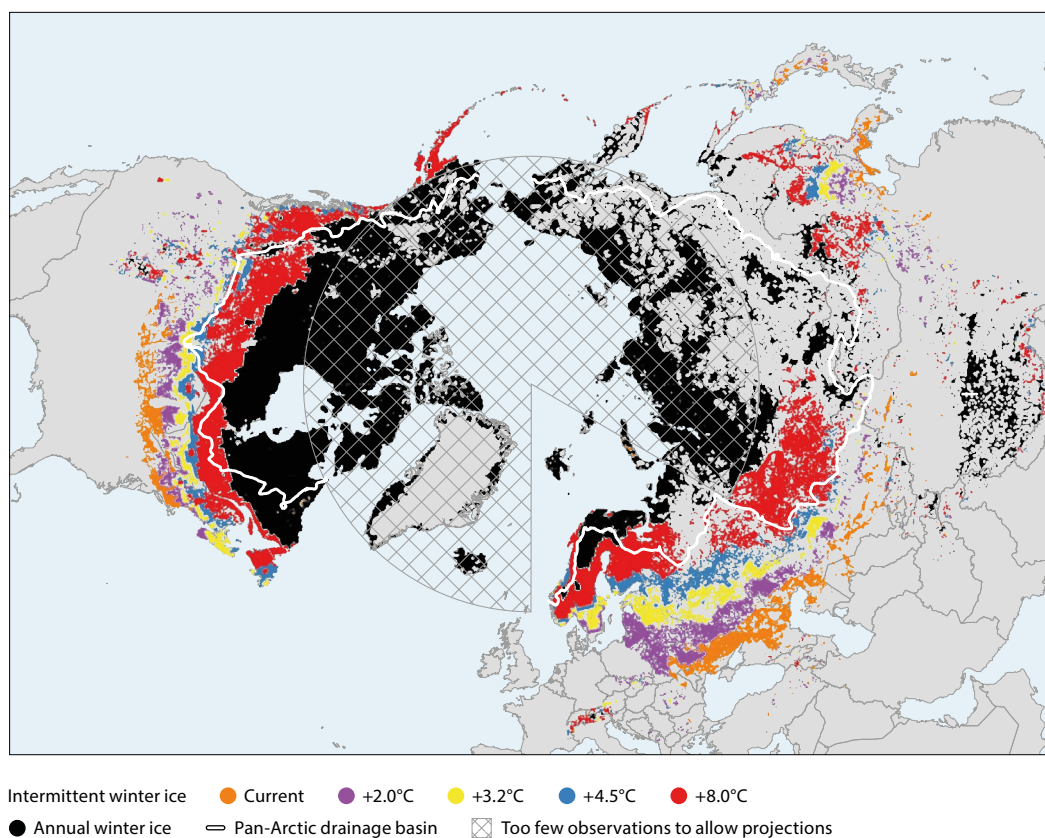 Intermittent winter ice Current +2.0°C +3.2°C +4.5°C +8.0°C
Annual winter ice Pan-Arctic drainage basin Too few observations to allow projections